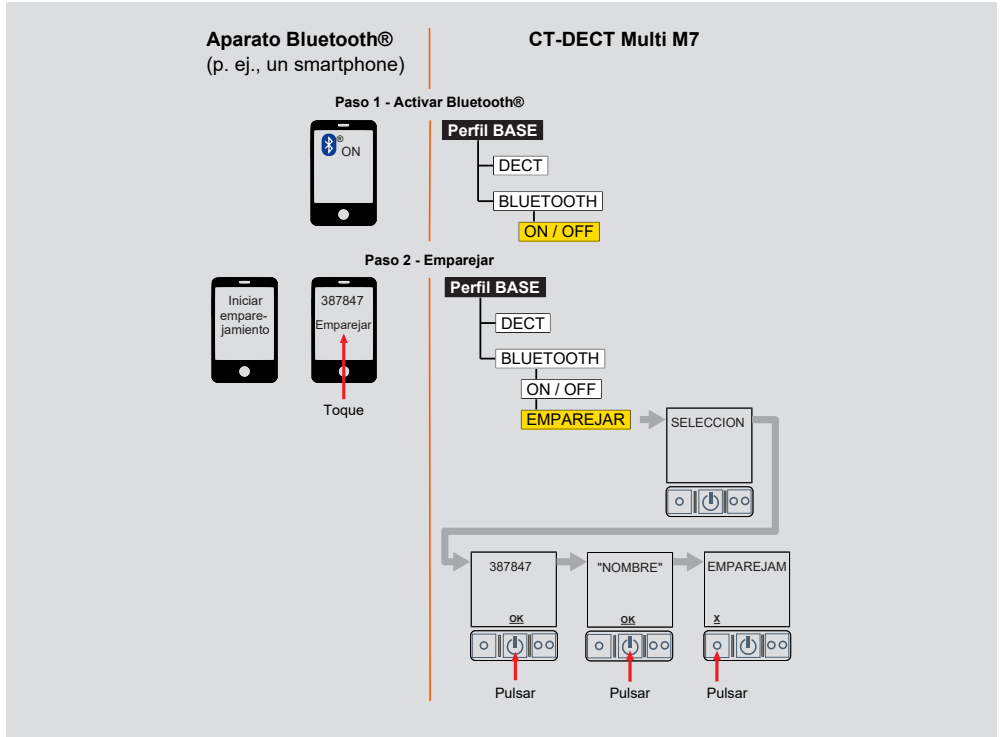 Aparato Bluetooth®
(p. ej., un smartphone)
CT-DECT Multi M7
Paso 1 - Activar Bluetooth®
®
ON
Perfil BASE
DECT
BLUETOOTH
ON / OFF
Paso 2 - Emparejar
Iniciar
empare-
jamiento
387847
Emparejar
Toque
Perfil BASE
DECT
BLUETOOTH
ON / OFF
EMPAREJAR
SELECCION
387847
OK
Pulsar
"NOMBRE"
OK
Pulsar
EMPAREJAM
X
Pulsar